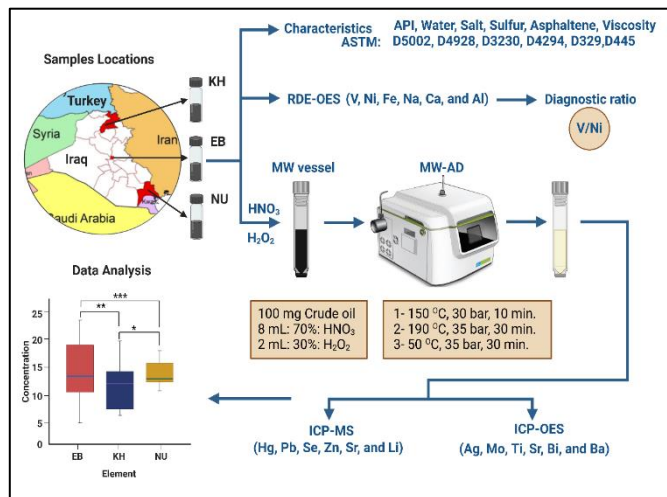 Samples Locations
Turkey
Syria
Iraq
Iran
Saudi Arabia
KH
EB
NU
Characteristics
ASTM:
API, Water, Salt, Sulfur, Asphaltene, Viscosity
D5002, D4928, D3230, D4294, D329,D445
RDE-OES (V, Ni, Fe, Na, Ca, and Al)
Diagnostic ratio
V/Ni
HNO₃
H₂O₂
MW vessel
MW-AD
100 mg Crude oil
8 mL: 70%: HNO₃
2 mL: 30%: H₂O₂
1- 150 ⁰C, 30 bar, 10 min.
2- 190 ⁰C, 35 bar, 30 min.
3- 50 ⁰C, 35 bar, 30 min.
ICP-MS
(Hg, Pb, Se, Zn, Sr, and Li)
ICP-OES
(Ag, Mo, Ti, Sr, Bi, and Ba)
Data Analysis
Concentration
25
20
15
10
5
0
***
**
*
EB KH NU
Element